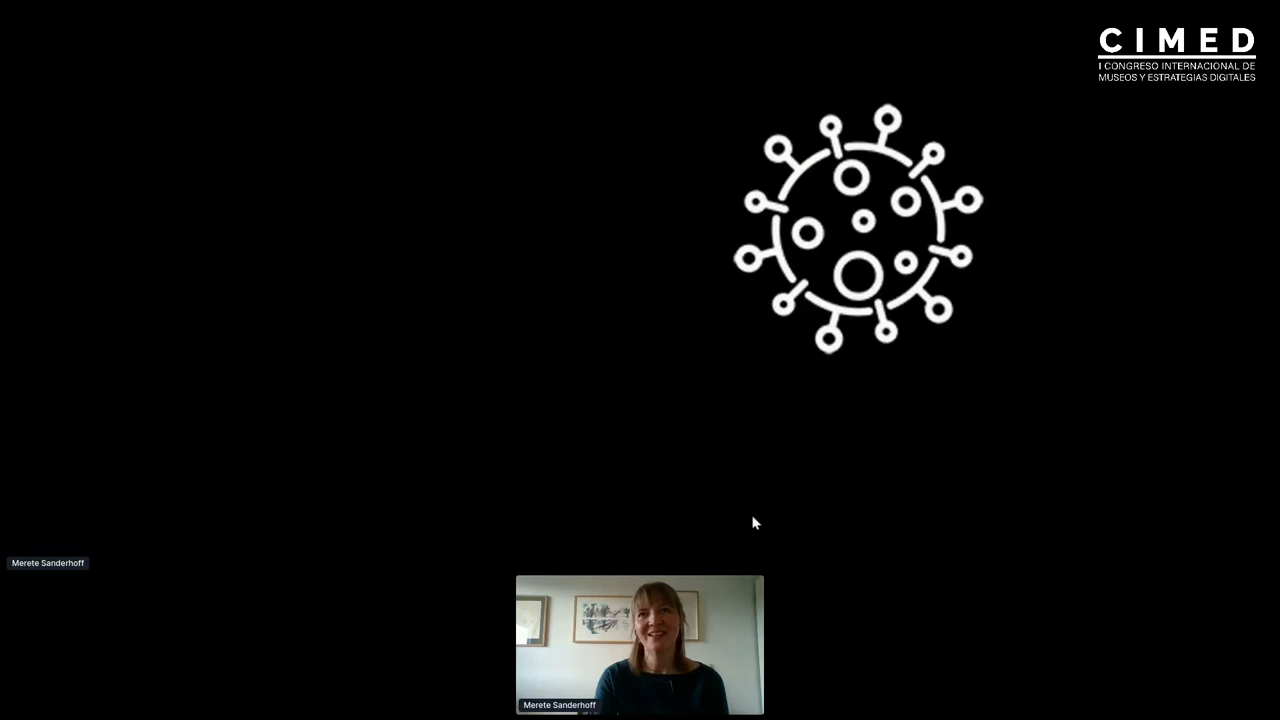 CIMED
I CONGRESO INTERNACIONAL DE
MUSEOS Y ESTRATEGIAS DIGITALES
Merete Sanderhoff
Merete Sanderhoff